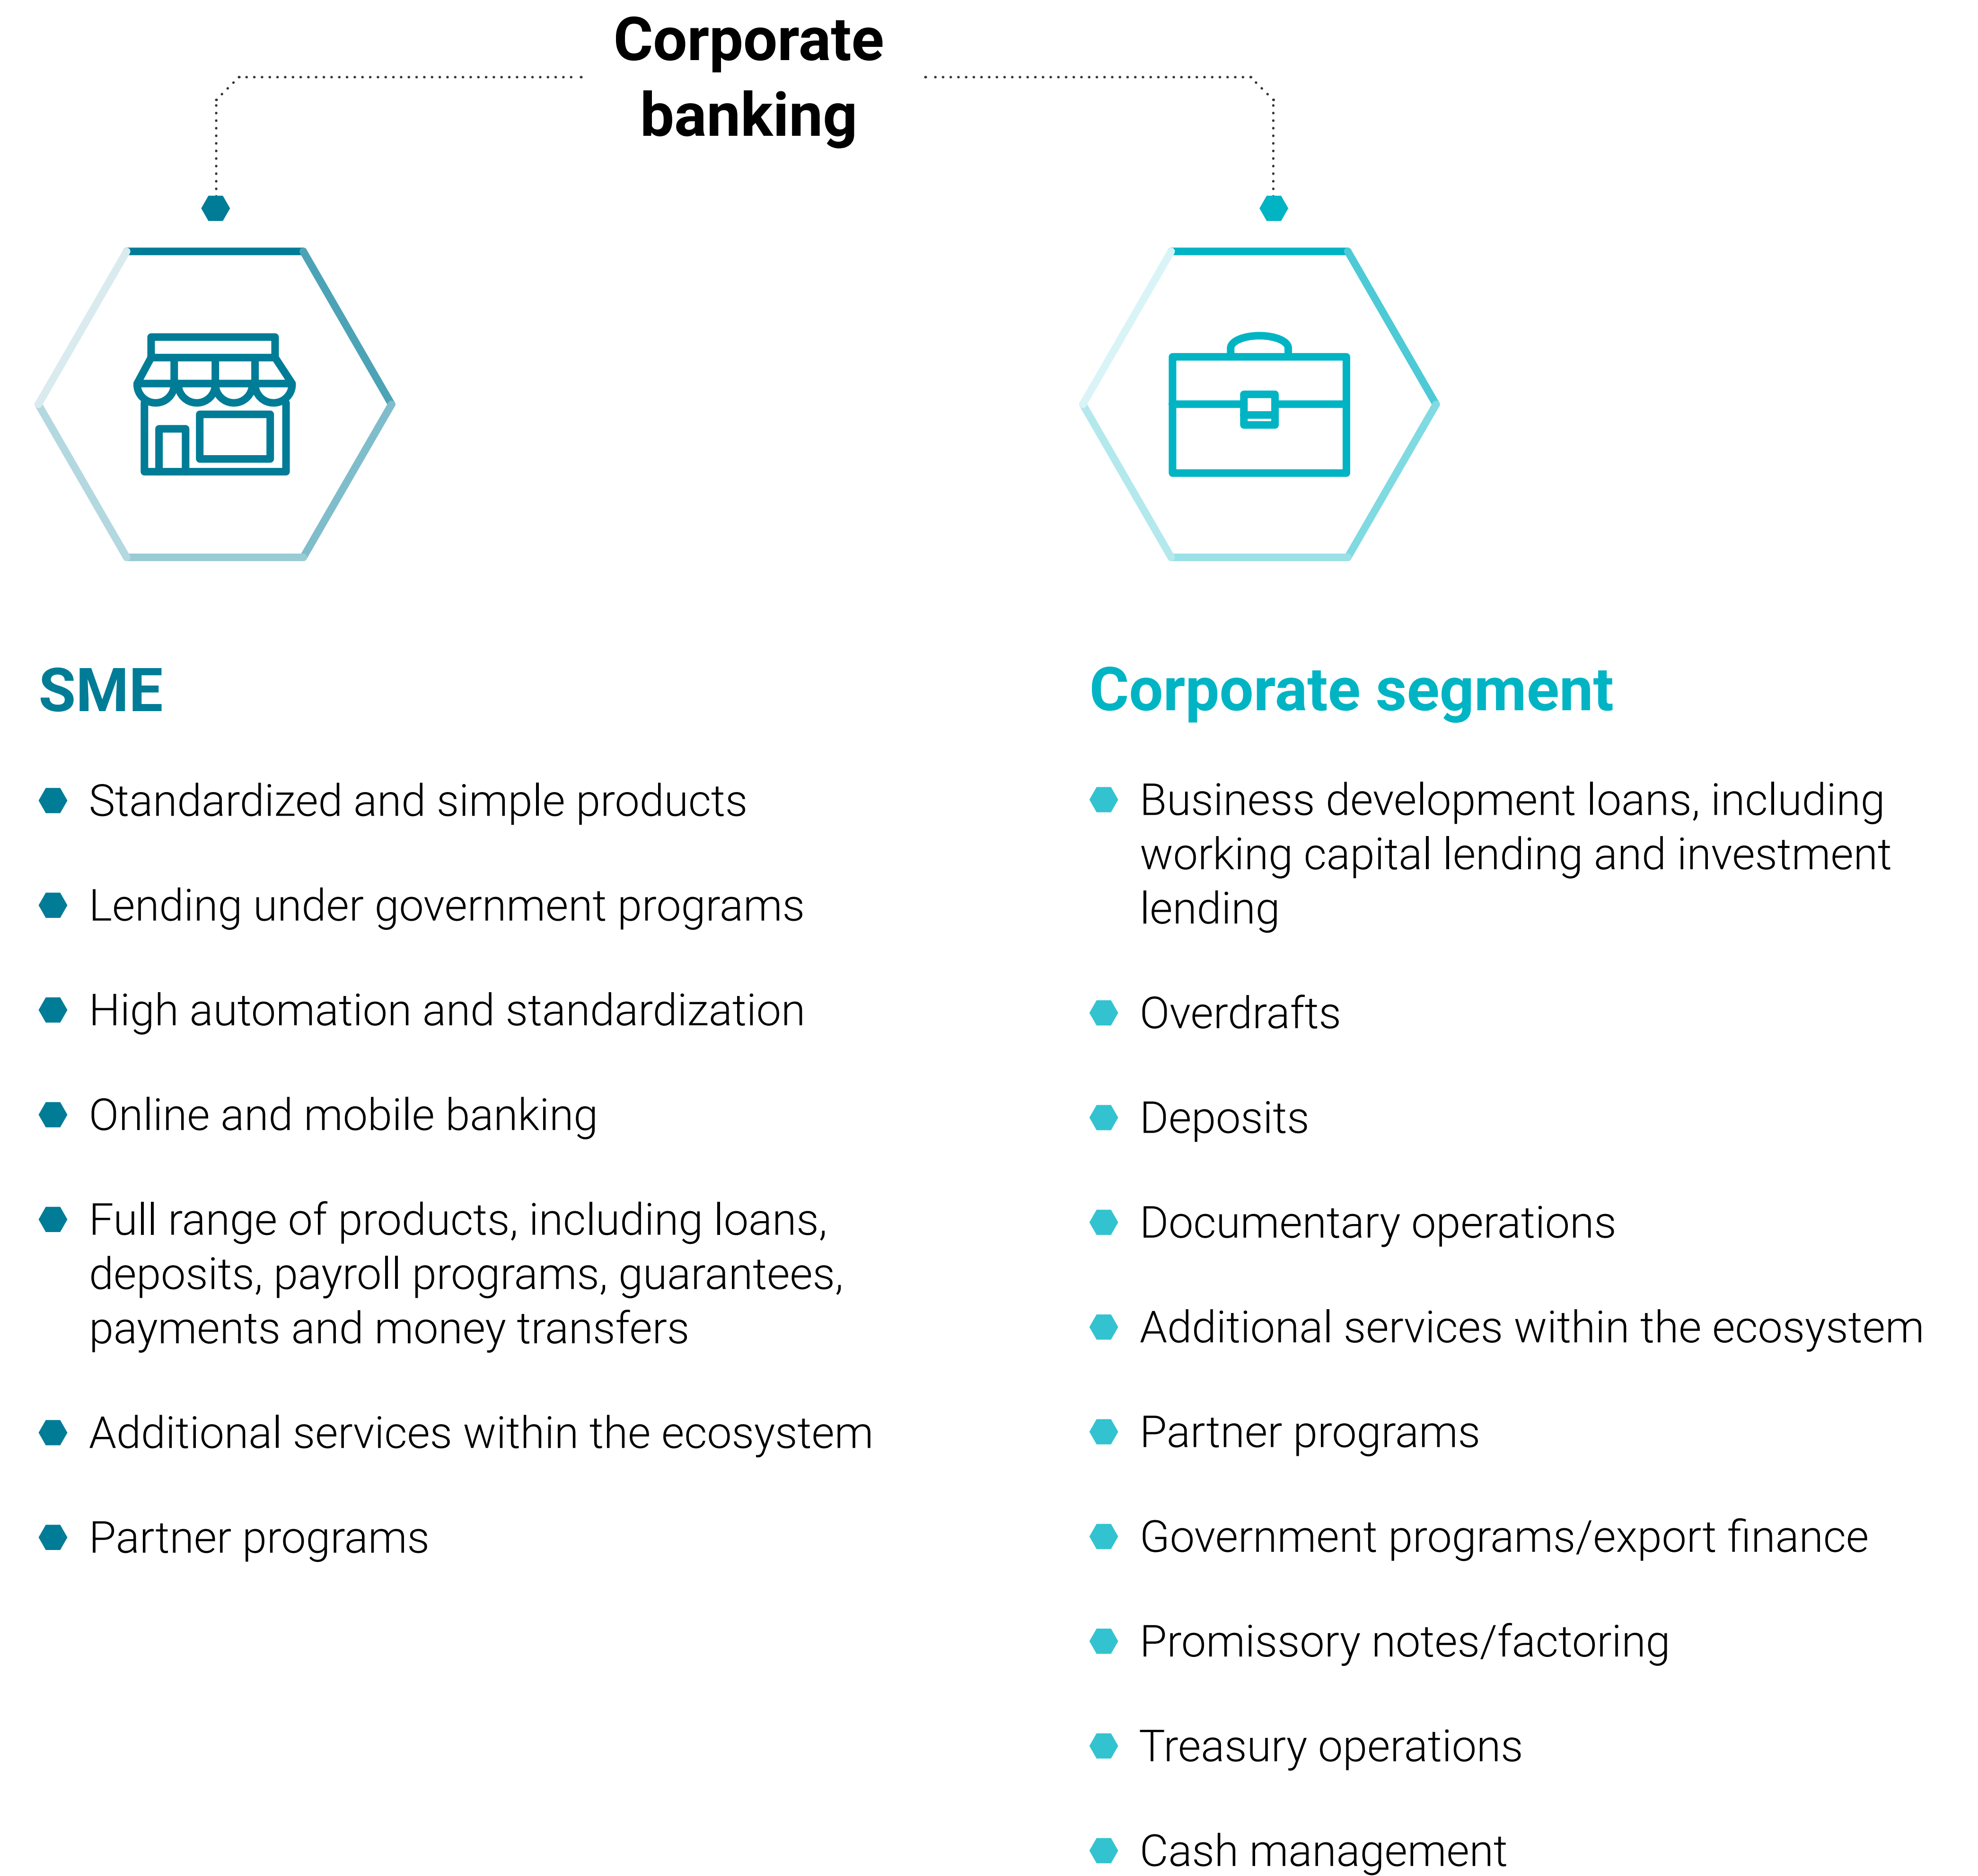 Corporate
banking
SME
Standardized and simple products
Lending under government programs
High automation and standardization
Online and mobile banking
Full range of products, including loans,
deposits, payroll programs, guarantees,
payments and money transfers
Additional services within the ecosystem
Partner programs
Corporate segment
Business development loans, including
working capital lending and investment
lending
Overdrafts
Deposits
Documentary operations
Additional services within the ecosystem
Partner programs
Government programs/export finance
Promissory notes/factoring
Treasury operations
Cash management